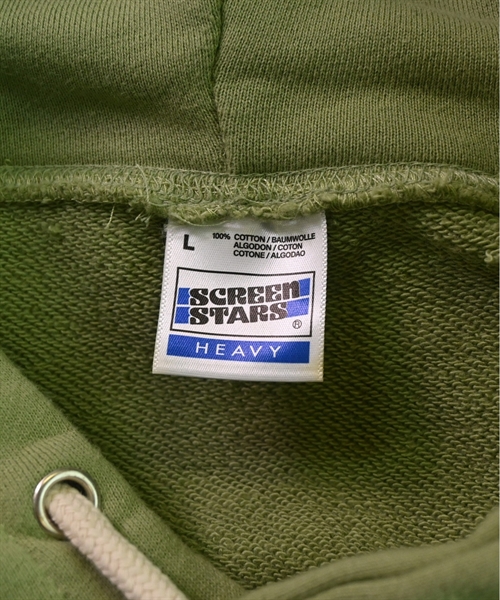 L
100% COTTON / BAUMWOLLE
ALGODON / COTON
COTONE / ALGODAO
SCREEN
STARS®
HEAVY